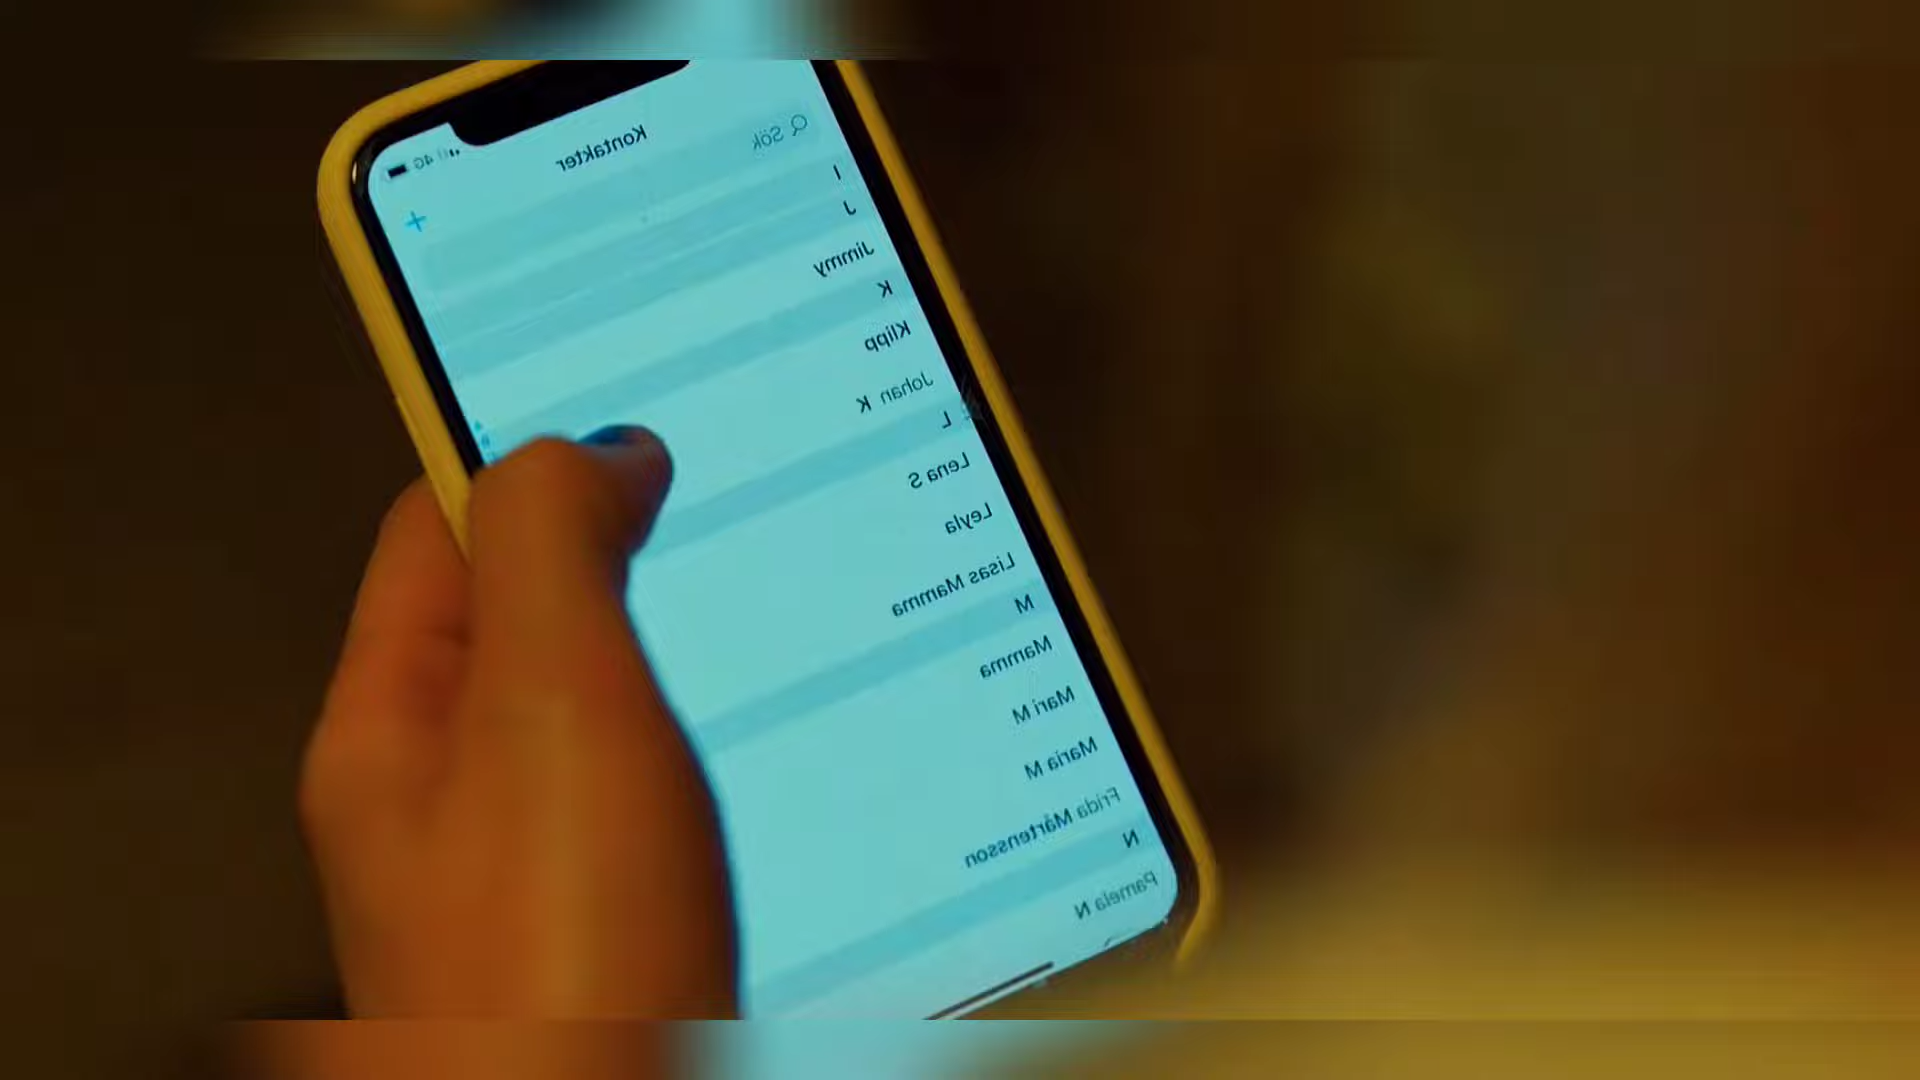 4G
Kontakter
Sök
I
J
Jimmy
K
Klipp
Johan K
L
Lena S
Leyla
Lisas Mamma
M
Mamma
Mari M
Maria M
Frida Mårtensson
N
Pamela N